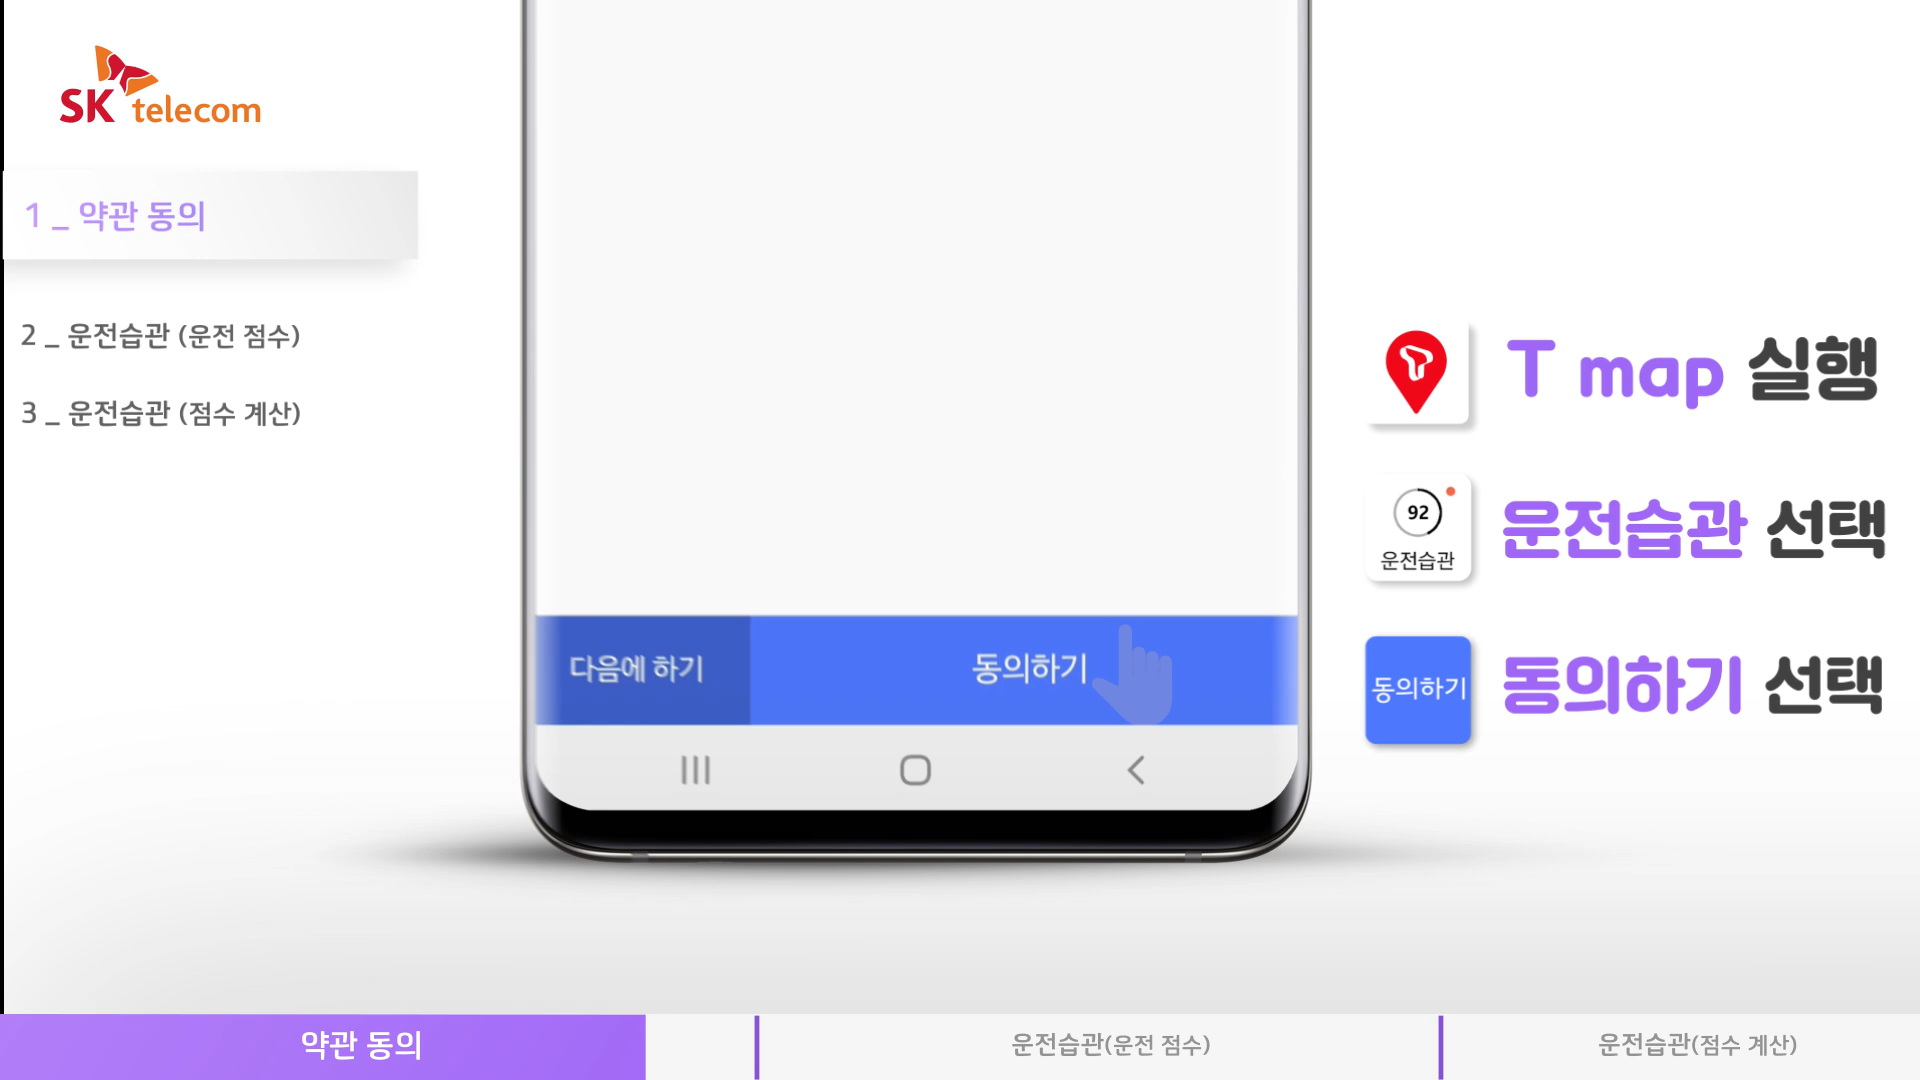 SK telecom
1 _ 약관 동의
2 _ 운전습관 (운전 점수)
3 _ 운전습관 (점수 계산)
T map 실행
92
운전습관
운전습관 선택
동의하기
동의하기 선택
다음에 하기
동의하기
약관 동의
운전습관(운전 점수)
운전습관(점수 계산)